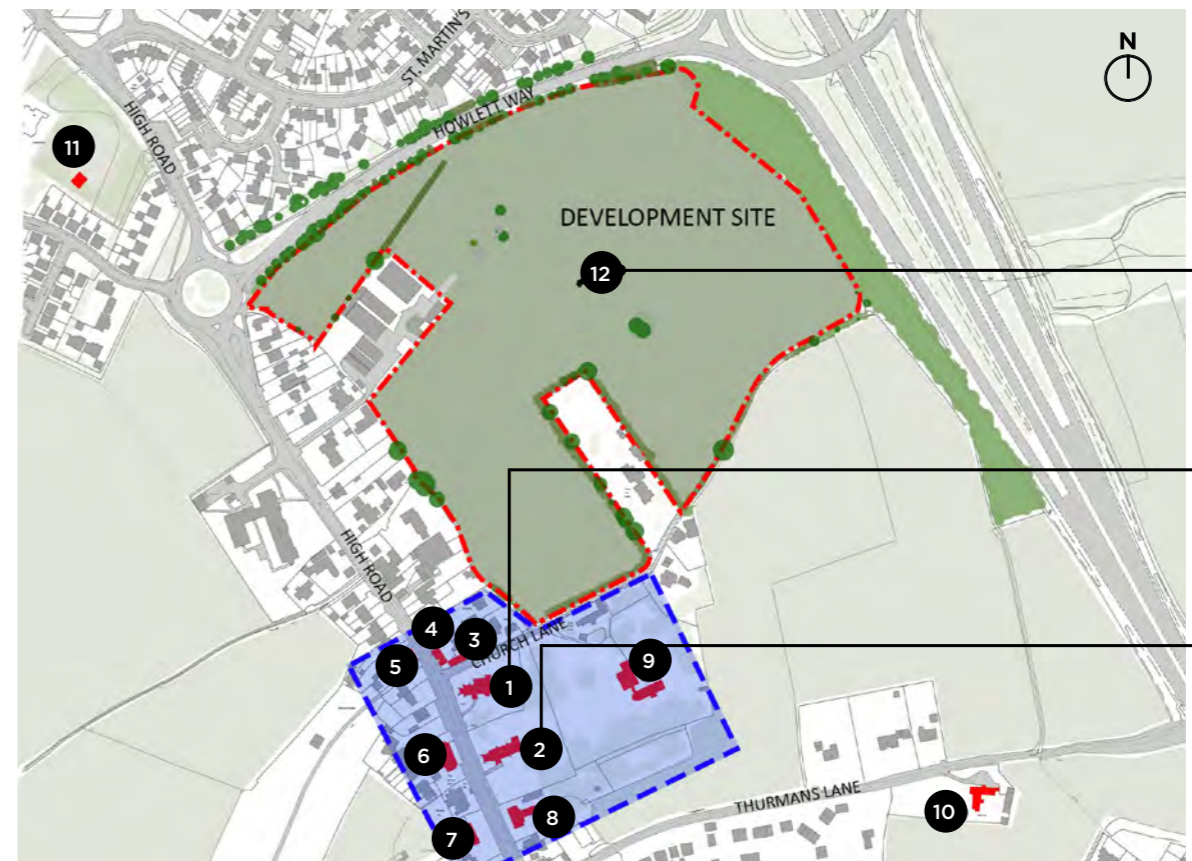 N
ST. MARTIN'S
HOWLETT WAY
HIGH ROAD
11
DEVELOPMENT SITE
12
HIGH ROAD
4
3
CHURCH LANE
5
9
1
6
2
THURMANS LANE
10
8
7